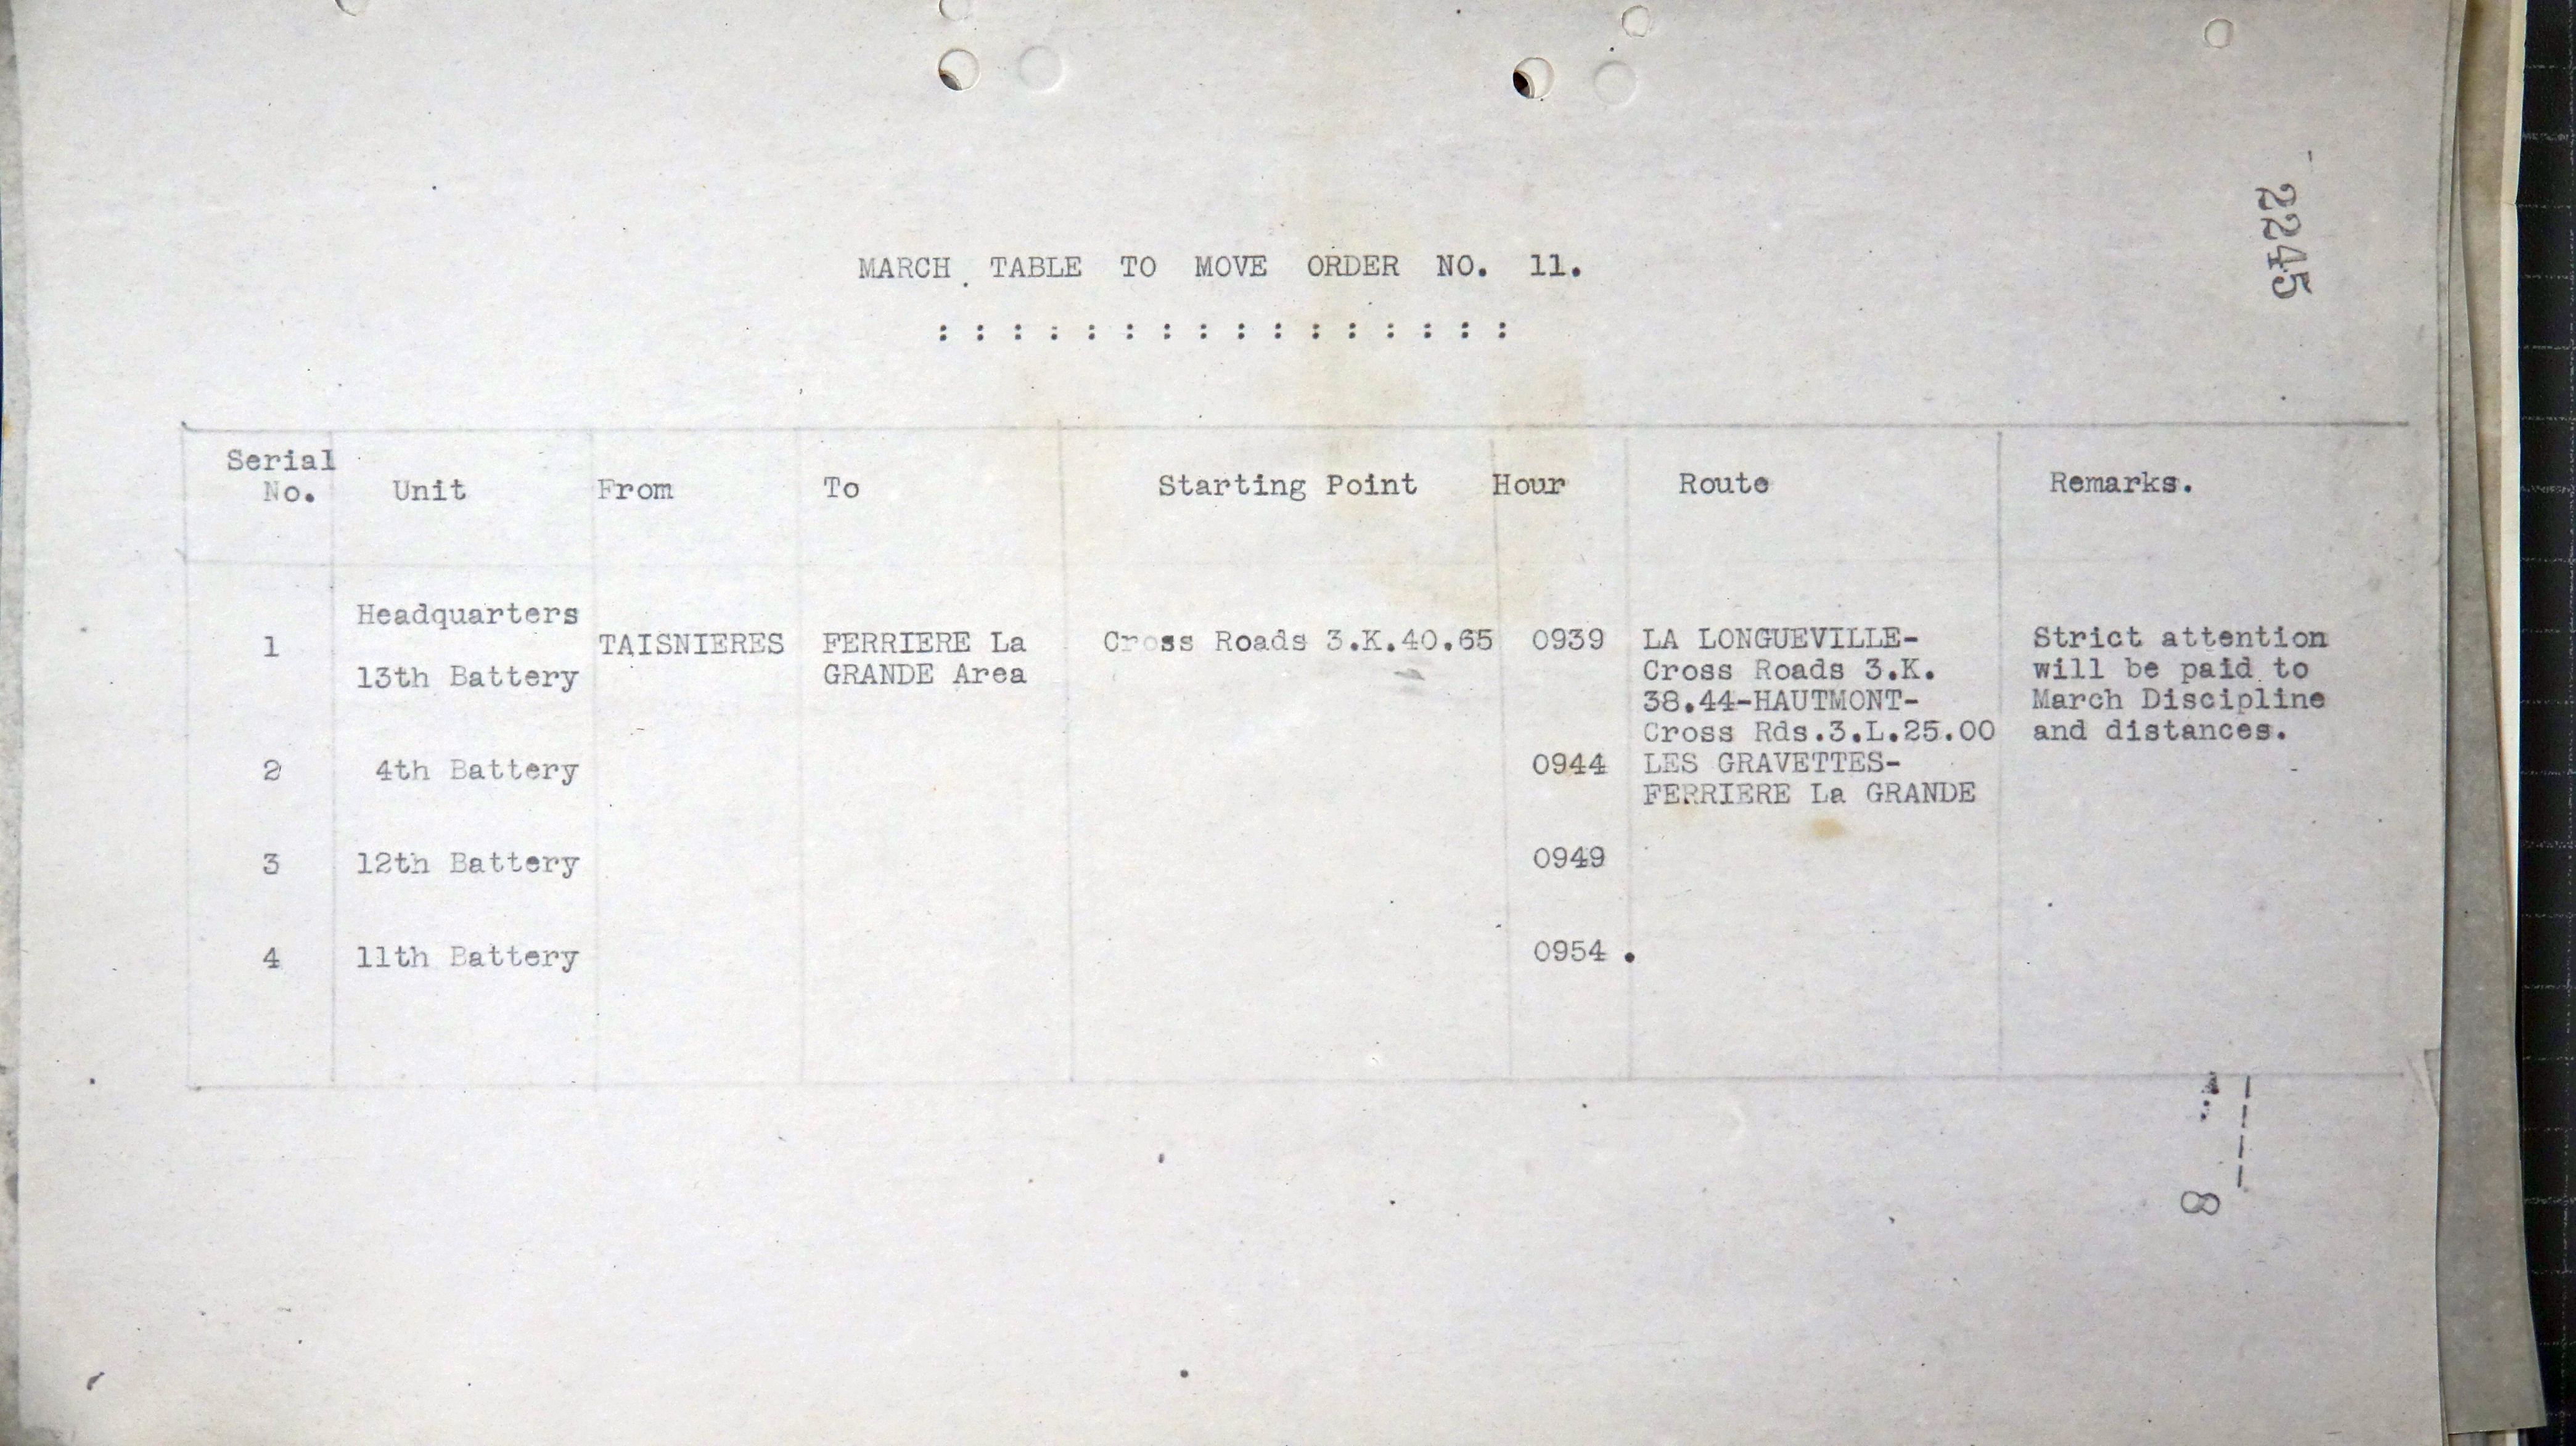 2245
MARCH TABLE TO MOVE ORDER NO. 11.
: : : : : : : : : : : : : : : :
Serial No. Unit From To Starting Point Hour Route Remarks.
Headquarters
1 TAISNIERES FERRIERE La Cross Roads 3.K.40.65 0939 LA LONGUEVILLE- Strict attention
13th Battery GRANDE Area Cross Roads 3.K. will be paid to
38.44-HAUTMONT- March Discipline
Cross Rds.3.L.25.00 and distances.
2 4th Battery 0944 LES GRAVETTES-
FERRIERE La GRANDE
3 12th Battery 0949
4 11th Battery 0954 .
8